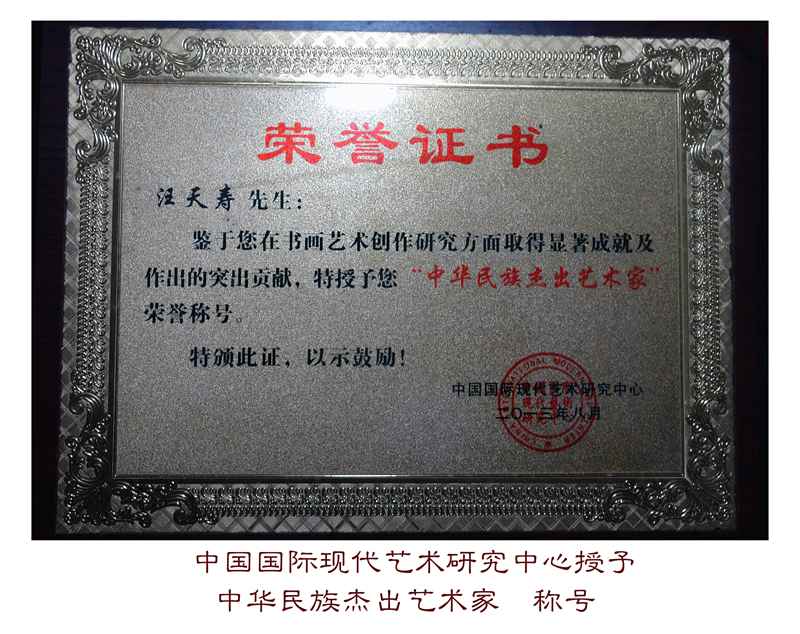 荣誉证书
汪天寿 先生：
鉴于您在书画艺术创作研究方面取得显著成就及
作出的突出贡献，特授予您“中华民族杰出艺术家”
荣誉称号。
特颁此证，以示鼓励！
中国国际现代艺术研究中心
二〇一三年八月
中国国际现代艺术研究中心授予
中华民族杰出艺术家 称号